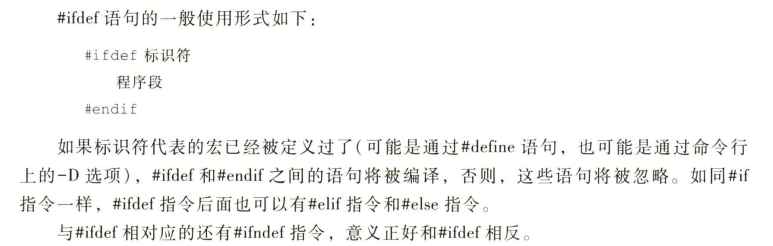 #ifdef 语句的一般使用形式如下：
#ifdef 标识符
程序段
#endif
如果标识符代表的宏已经被定义过了(可能是通过#define 语句，也可能是通过命令行
上的-D 选项)，#ifdef 和#endif 之间的语句将被编译，否则，这些语句将被忽略。如同#if
指令一样，#ifdef 指令后面也可以有#elif 指令和#else 指令。
与#ifdef 相对应的还有#ifndef 指令，意义正好和#ifdef 相反。